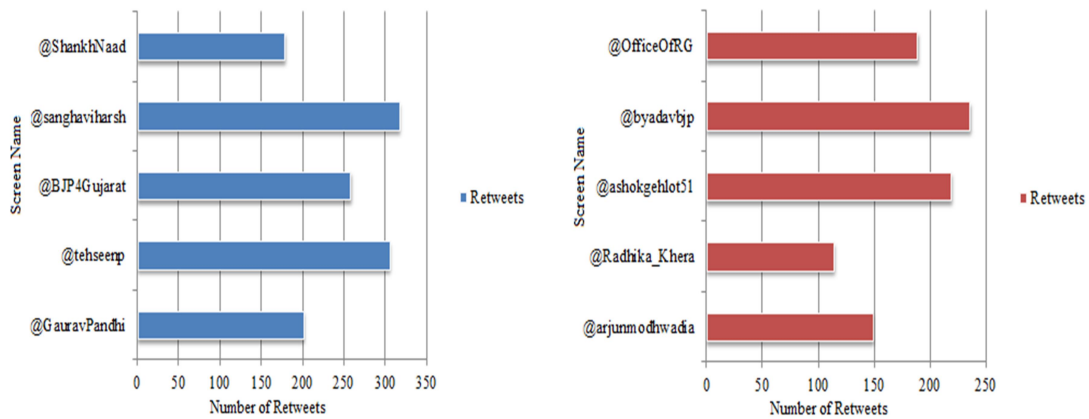 @ShankhNaad
@sanghaviharsh
@BJP4Gujarat
@tehseenp
@GauravPandhi
Screen Name
0 50 100 150 200 250 300 350
Number of Retweets
Retweets
@OfficeOfRG
@byadavbjp
@ashokgehlot51
@Radhika_Khera
@arjunmodhwadia
Screen Name
0 50 100 150 200 250
Number of Retweets
Retweets